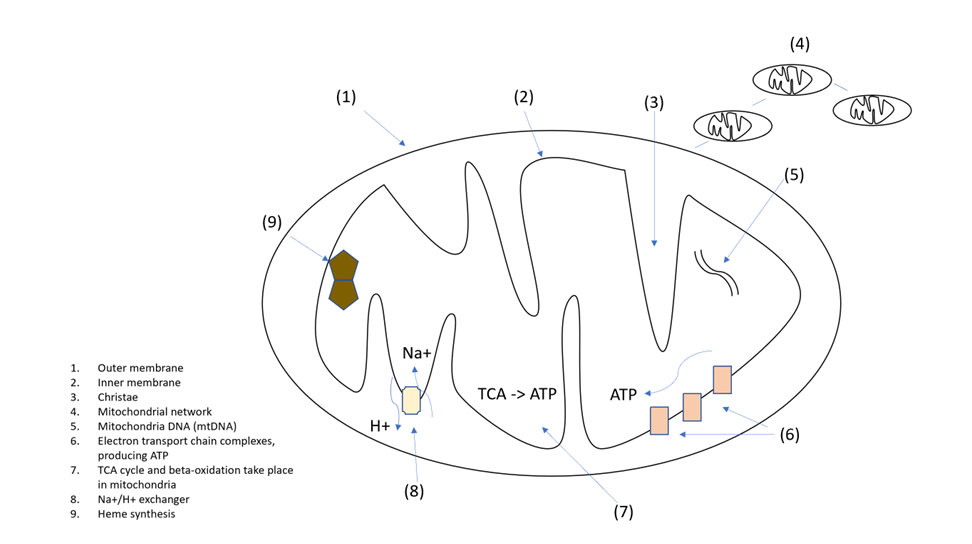 (4)
(1)
(2)
(3)
(5)
(9)
Na+
TCA -> ATP
ATP
H+
(6)
(8)
(7)
1. Outer membrane
2. Inner membrane
3. Christae
4. Mitochondrial network
5. Mitochondria DNA (mtDNA)
6. Electron transport chain complexes,
producing ATP
7. TCA cycle and beta-oxidation take place
in mitochondria
8. Na+/H+ exchanger
9. Heme synthesis